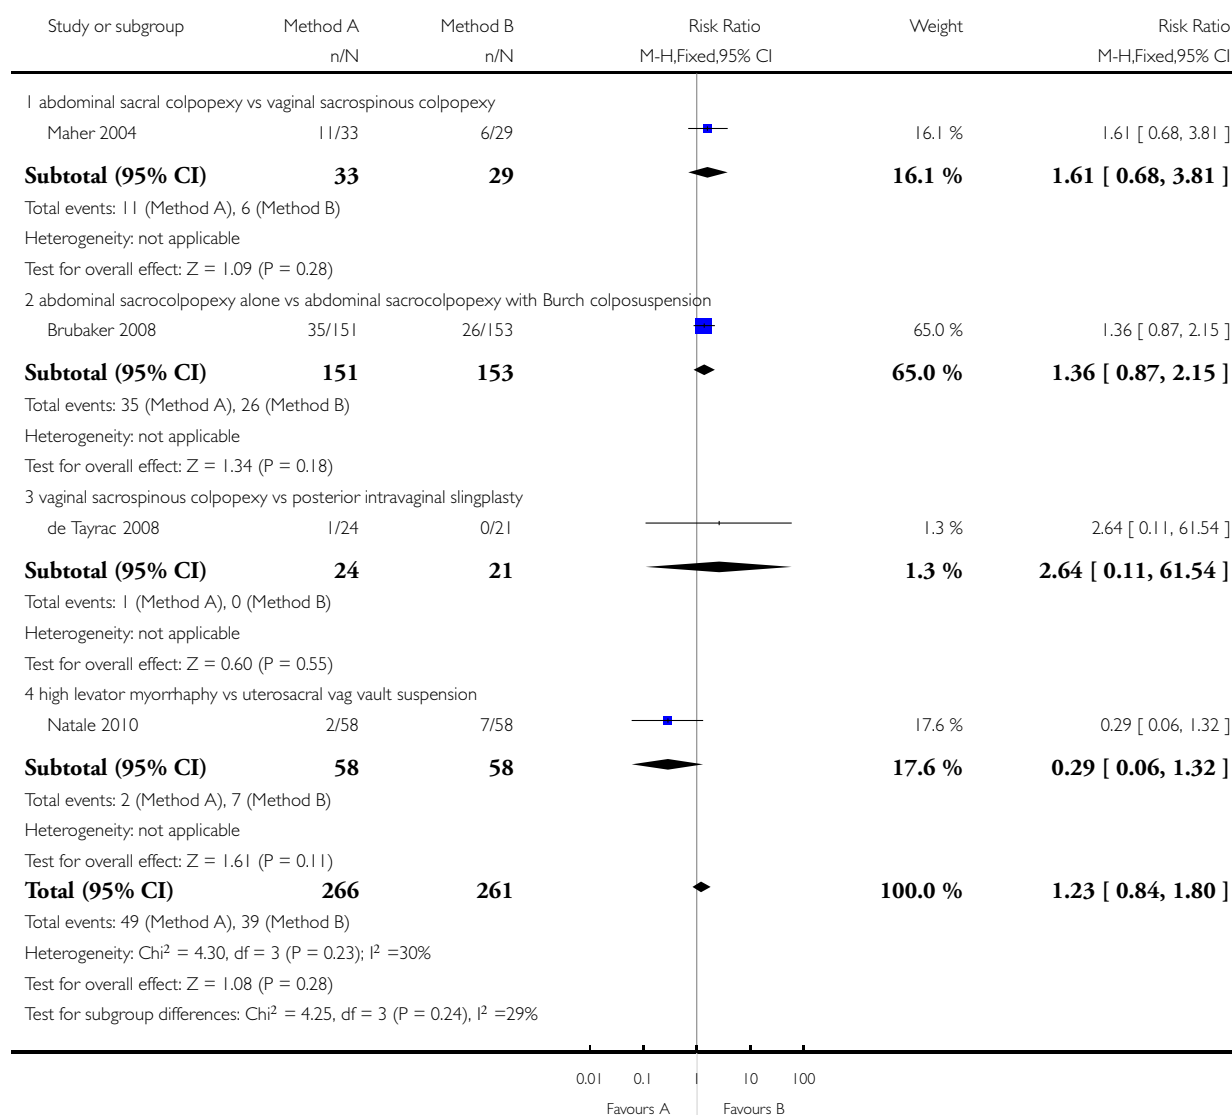 Study or subgroup Method A Method B Risk Ratio Weight Risk Ratio
n/N n/N M-H,Fixed,95% CI M-H,Fixed,95% CI
1 abdominal sacral colpopexy vs vaginal sacrospinous colpopexy
Maher 2004 11/33 6/29 16.1 % 1.61 [ 0.68, 3.81 ]
Subtotal (95% CI) 33 29 16.1 % 1.61 [ 0.68, 3.81 ]
Total events: 11 (Method A), 6 (Method B)
Heterogeneity: not applicable
Test for overall effect: Z = 1.09 (P = 0.28)
2 abdominal sacrocolpopexy alone vs abdominal sacrocolpopexy with Burch colposuspension
Brubaker 2008 35/151 26/153 65.0 % 1.36 [ 0.87, 2.15 ]
Subtotal (95% CI) 151 153 65.0 % 1.36 [ 0.87, 2.15 ]
Total events: 35 (Method A), 26 (Method B)
Heterogeneity: not applicable
Test for overall effect: Z = 1.34 (P = 0.18)
3 vaginal sacrospinous colpopexy vs posterior intravaginal slingplasty
de Tayrac 2008 1/24 0/21 1.3 % 2.64 [ 0.11, 61.54 ]
Subtotal (95% CI) 24 21 1.3 % 2.64 [ 0.11, 61.54 ]
Total events: 1 (Method A), 0 (Method B)
Heterogeneity: not applicable
Test for overall effect: Z = 0.60 (P = 0.55)
4 high levator myorrhaphy vs uterosacral vag vault suspension
Natale 2010 2/58 7/58 17.6 % 0.29 [ 0.06, 1.32 ]
Subtotal (95% CI) 58 58 17.6 % 0.29 [ 0.06, 1.32 ]
Total events: 2 (Method A), 7 (Method B)
Heterogeneity: not applicable
Test for overall effect: Z = 1.61 (P = 0.11)
Total (95% CI) 266 261 100.0 % 1.23 [ 0.84, 1.80 ]
Total events: 49 (Method A), 39 (Method B)
Heterogeneity: Chi² = 4.30, df = 3 (P = 0.23); I² =30%
Test for overall effect: Z = 1.08 (P = 0.28)
Test for subgroup differences: Chi² = 4.25, df = 3 (P = 0.24), I² =29%
0.01 0.1 1 10 100
Favours A Favours B